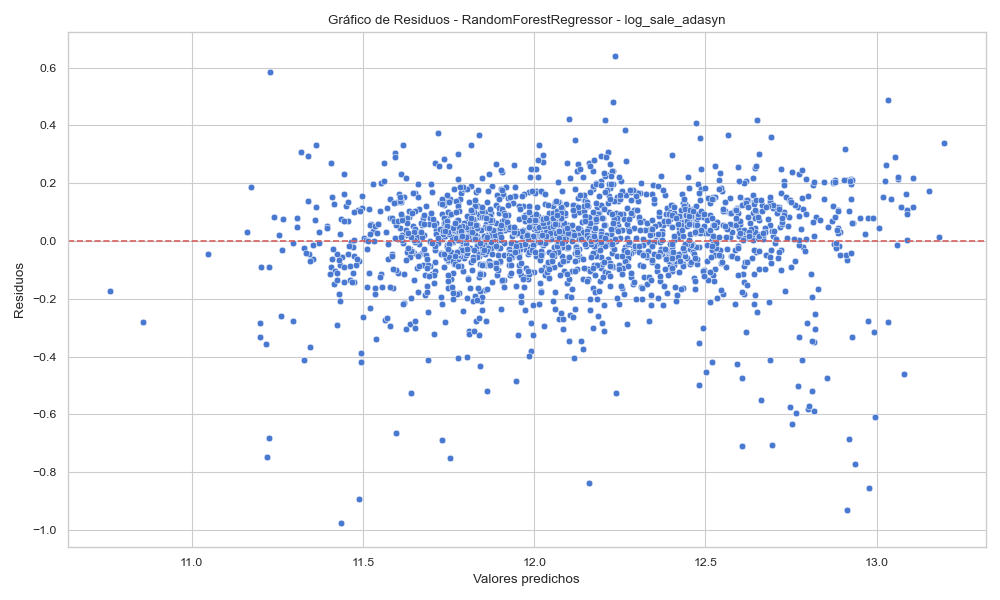 Gráfico de Residuos - RandomForestRegressor - log_sale_adasyn
0.6
0.4
0.2
0.0
−0.2
−0.4
−0.6
−0.8
−1.0
Residuos
11.0 11.5 12.0 12.5 13.0
Valores predichos